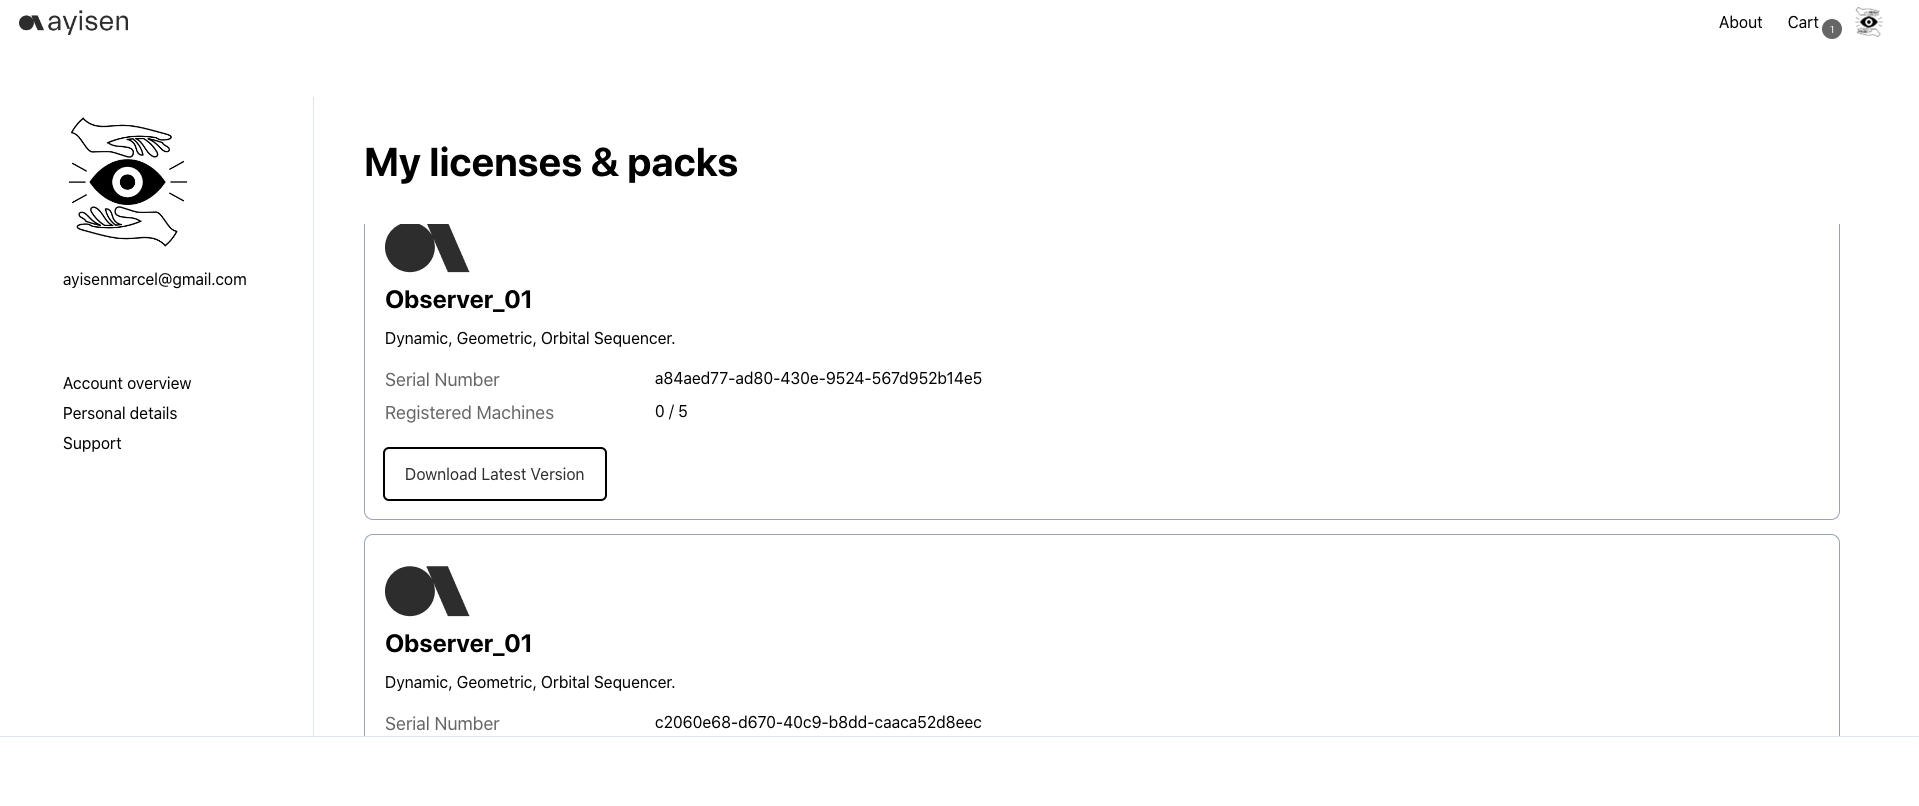 ayisen
About
Cart
1
ayisenmarcel@gmail.com
Account overview
Personal details
Support
My licenses & packs
Observer_01
Dynamic, Geometric, Orbital Sequencer.
Serial Number a84aed77-ad80-430e-9524-567d952b14e5
Registered Machines 0 / 5
Download Latest Version
Observer_01
Dynamic, Geometric, Orbital Sequencer.
Serial Number c2060e68-d670-40c9-b8dd-caaca52d8eec